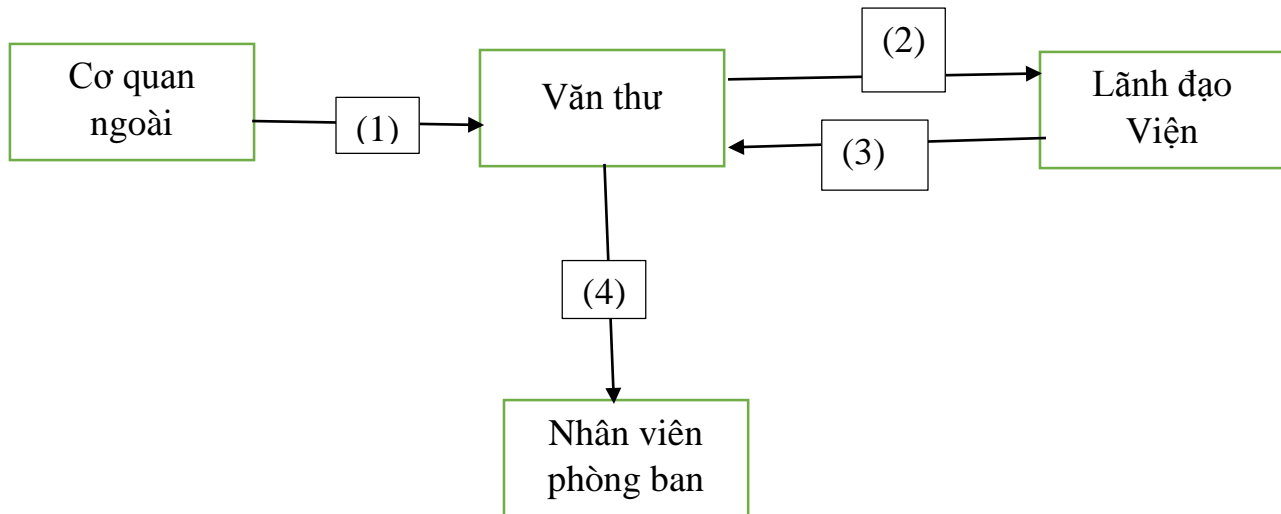 Cơ quan
ngoài
(1)
Văn thư
(2)
(3)
Lãnh đạo
Viện
(4)
Nhân viên
phòng ban